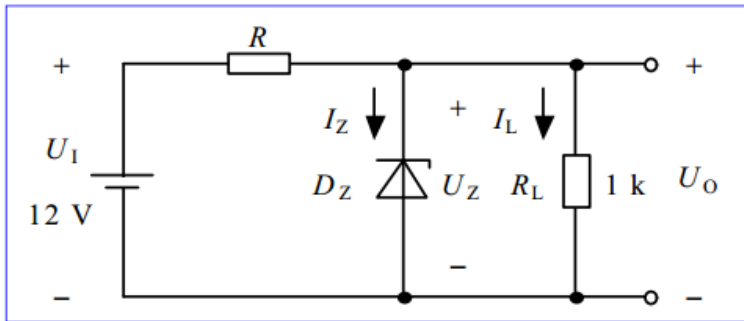 R
+ +
I_Z + I_L
U_I
D_Z U_Z R_L 1 k U_O
12 V
−
− −